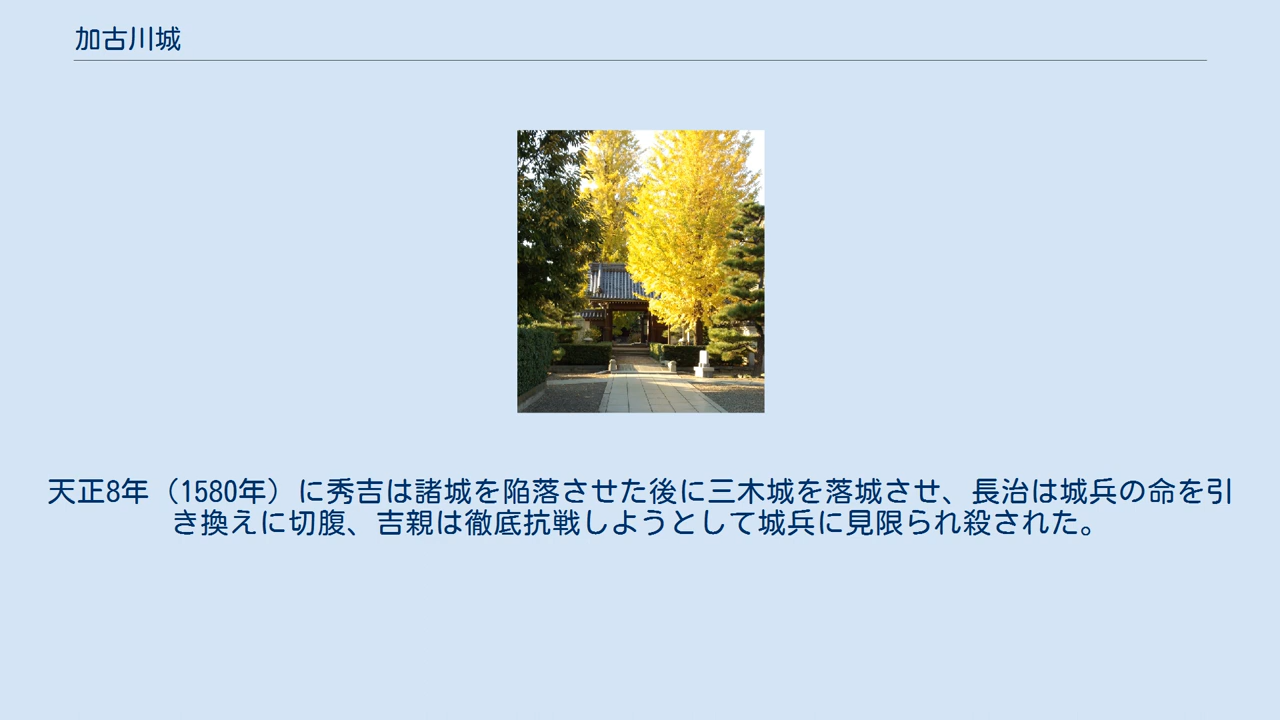 加古川城
天正8年（1580年）に秀吉は諸城を陥落させた後に三木城を落城させ、長治は城兵の命を引
き換えに切腹、吉親は徹底抗戦しようとして城兵に見限られ殺された。